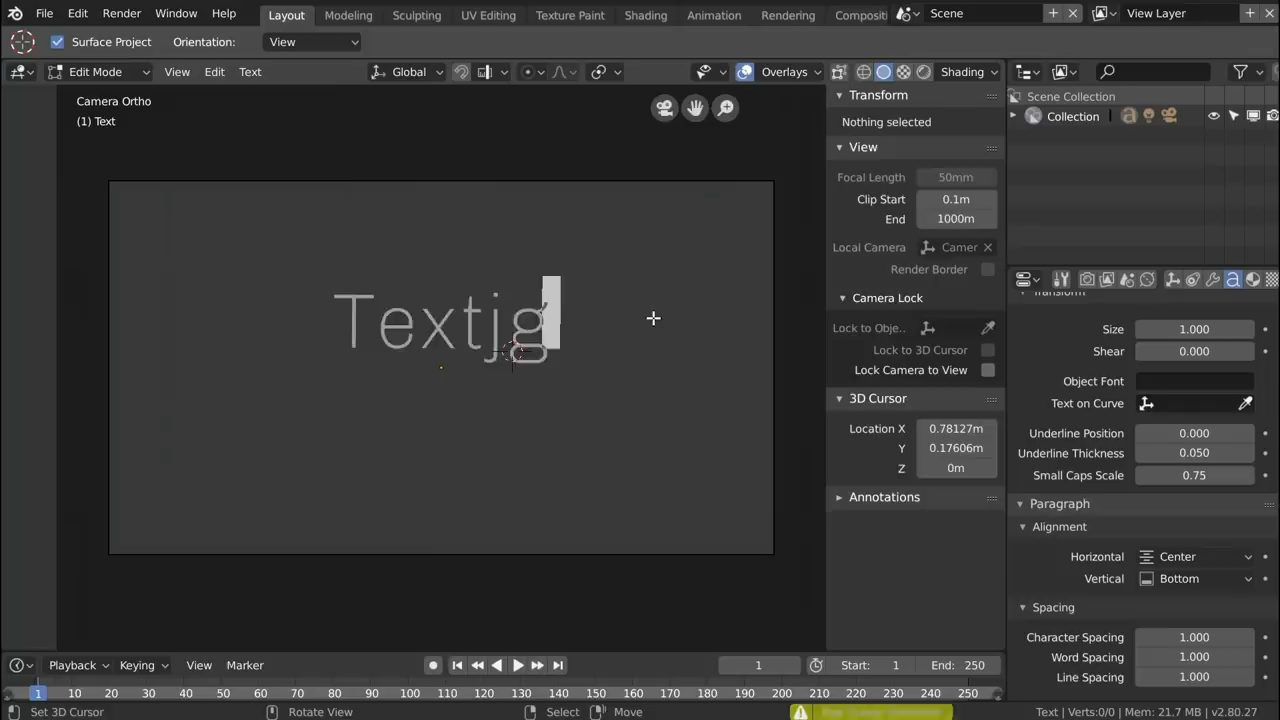 File Edit Render Window Help Layout Modeling Sculpting UV Editing Texture Paint Shading Animation Rendering Scene View Layer
Surface Project Orientation: View
Edit Mode View Edit Text Global Overlays Shading
Camera Ortho
(1) Text
Textjg
Transform
Nothing selected
View
Focal Length 50mm
Clip Start 0.1m
End 1000m
Local Camera Camer
Render Border
Camera Lock
Lock to Obje..
Lock to 3D Cursor
Lock Camera to View
3D Cursor
Location X 0.78127m
Y 0.17606m
Z 0m
Annotations
Scene Collection
Collection
Transform
Size 1.000
Shear 0.000
Object Font
Text on Curve
Underline Position 0.000
Underline Thickness 0.050
Small Caps Scale 0.75
Paragraph
Alignment
Horizontal Center
Vertical Bottom
Spacing
Character Spacing 1.000
Word Spacing 1.000
Line Spacing 1.000
Playback Keying View Marker 1 Start: 1 End: 250
1 10 20 30 40 50 60 70 80 90 100 110 120 130 140 150 160 170 180 190 200 210 220 230 240 250
Set 3D Cursor Rotate View Select Move Text | Verts:0/0 | Mem: 21.7 MB | v2.80.27